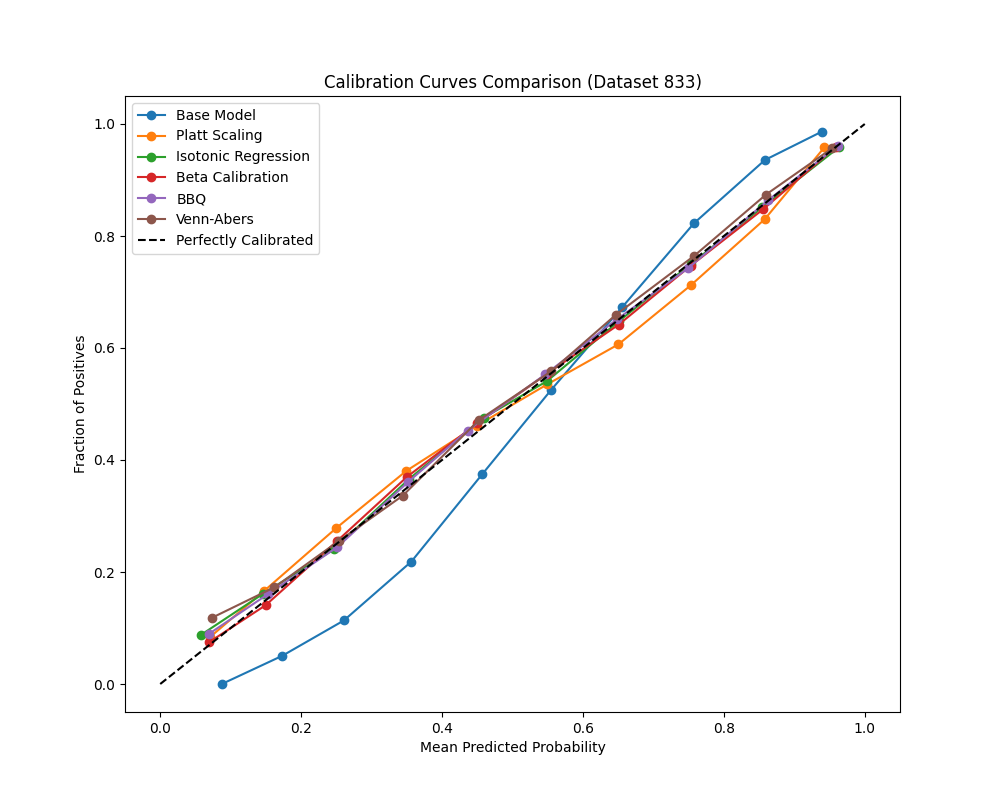 Calibration Curves Comparison (Dataset 833)
Base Model
Platt Scaling
Isotonic Regression
Beta Calibration
BBQ
Venn-Abers
Perfectly Calibrated
1.0
0.8
0.6
0.4
0.2
0.0
Fraction of Positives
0.0 0.2 0.4 0.6 0.8 1.0
Mean Predicted Probability